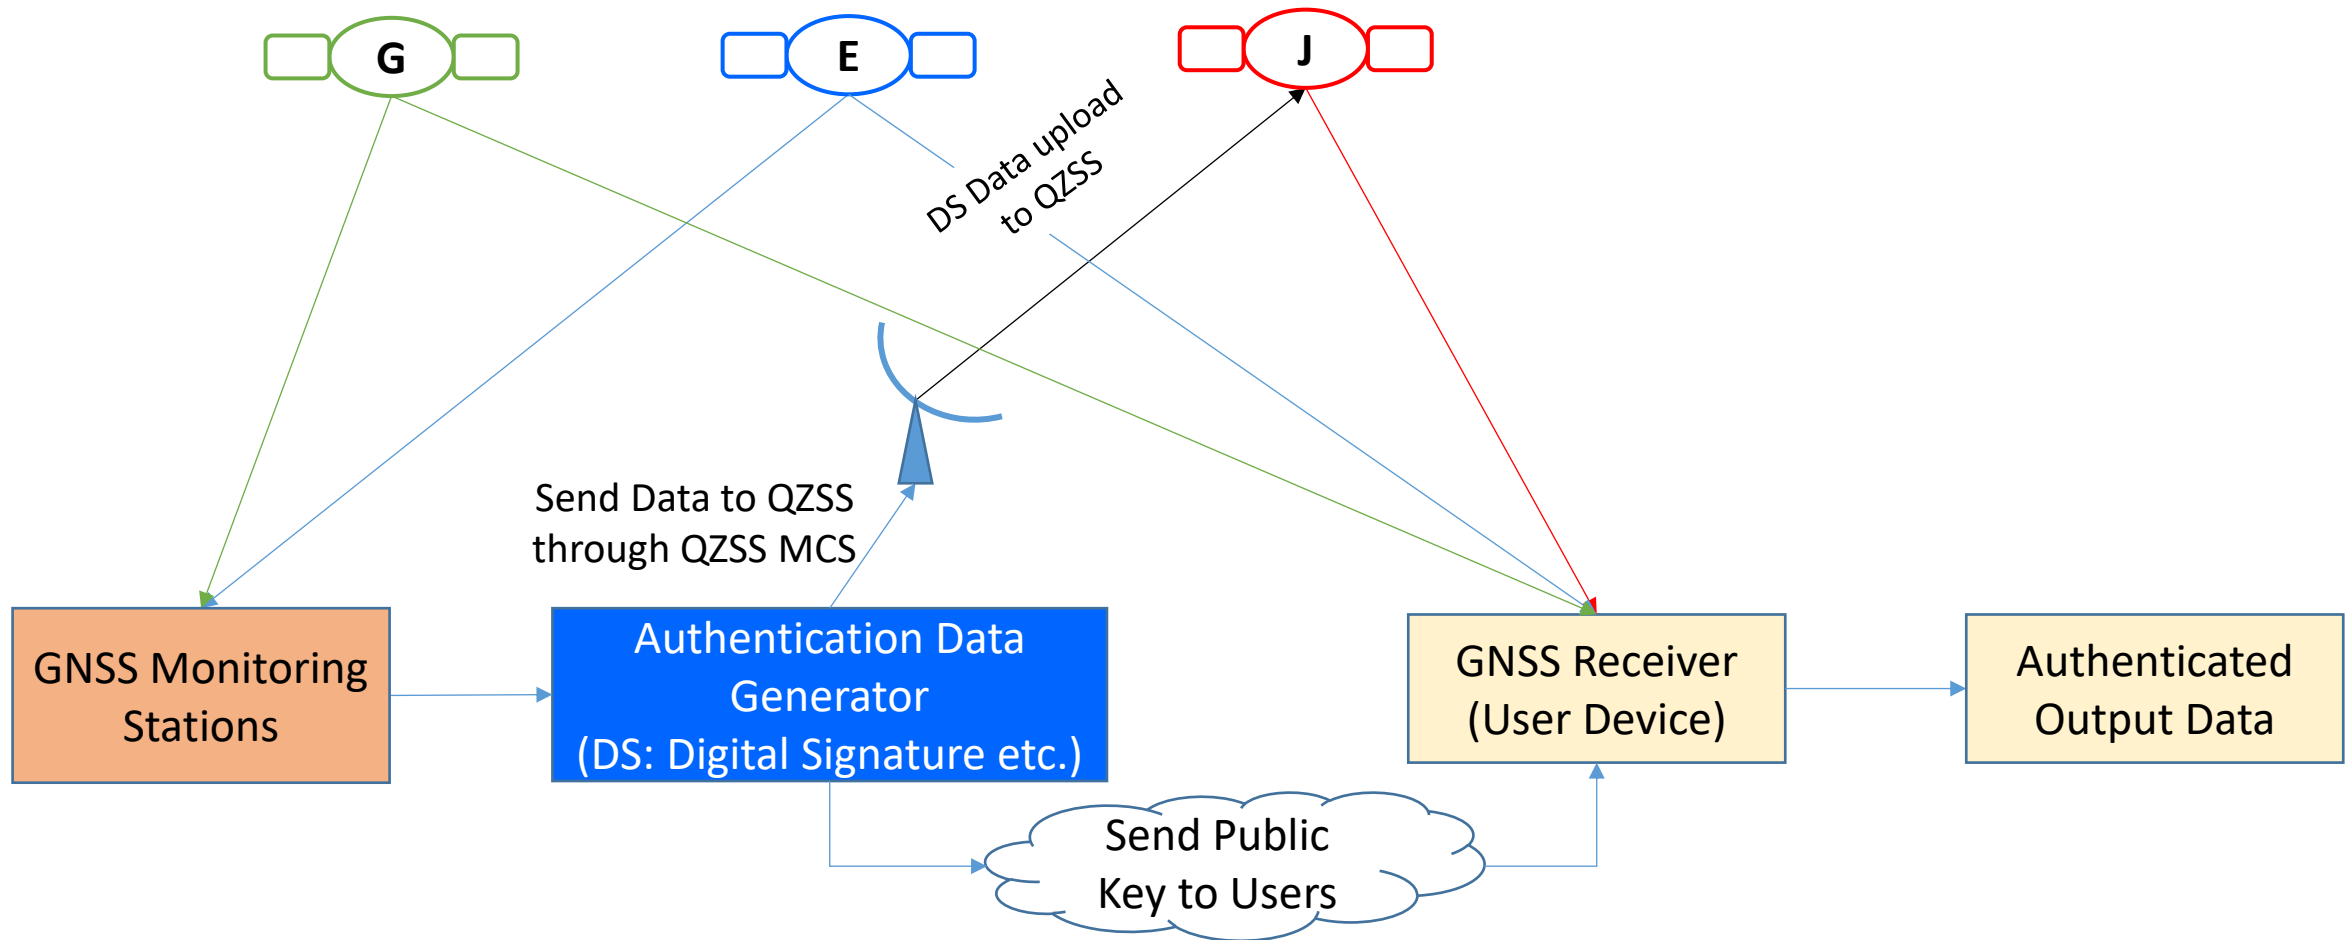 G
E
J
DS Data upload
to QZSS
Send Data to QZSS
through QZSS MCS
GNSS Monitoring
Stations
Authentication Data
Generator
(DS: Digital Signature etc.)
GNSS Receiver
(User Device)
Authenticated
Output Data
Send Public
Key to Users